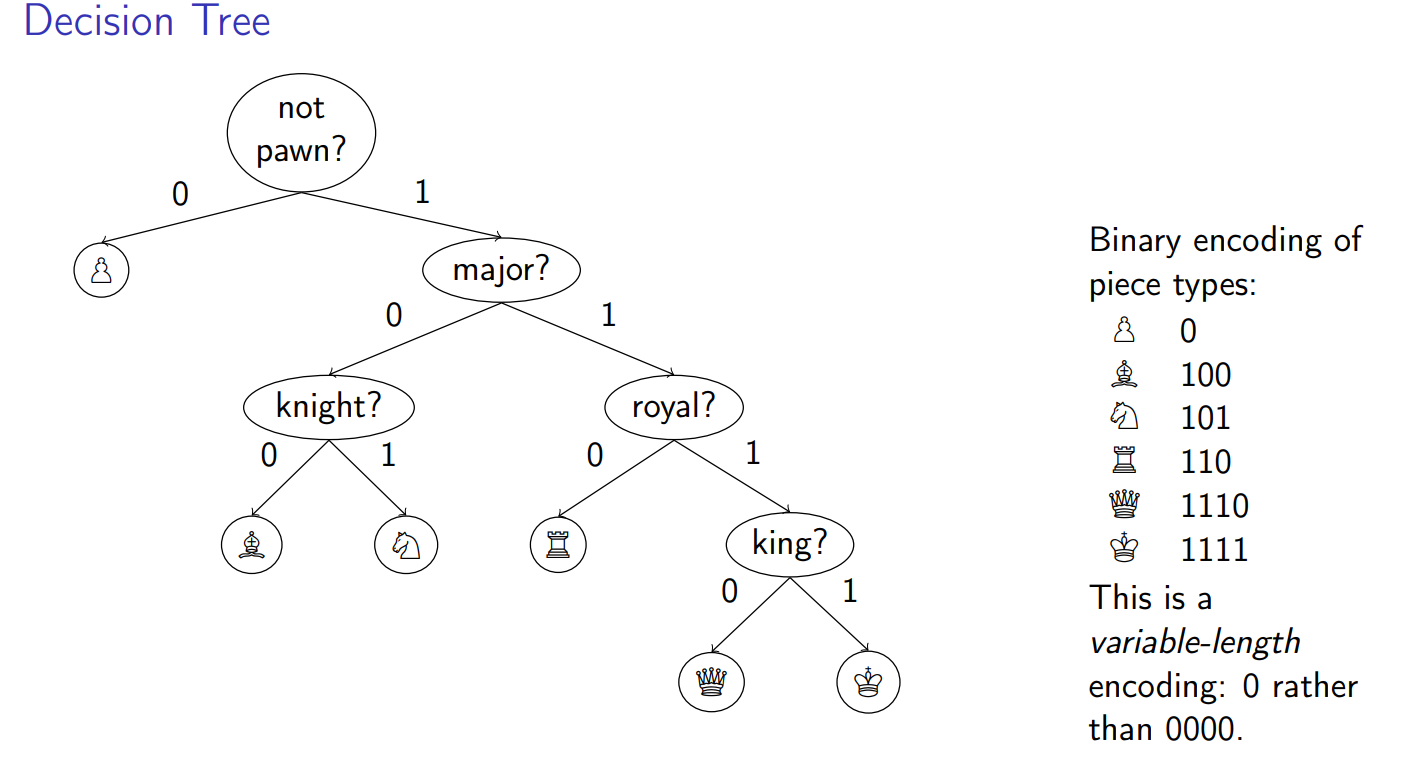 Decision Tree
not
pawn?
0 1
♙
major?
0 1
knight?
royal?
0 1
0 1
♗ ♘ ♖
king?
0 1
♕ ♔
Binary encoding of
piece types:
♙ 0
♗ 100
♘ 101
♖ 110
♕ 1110
♔ 1111
This is a
variable-length
encoding: 0 rather
than 0000.